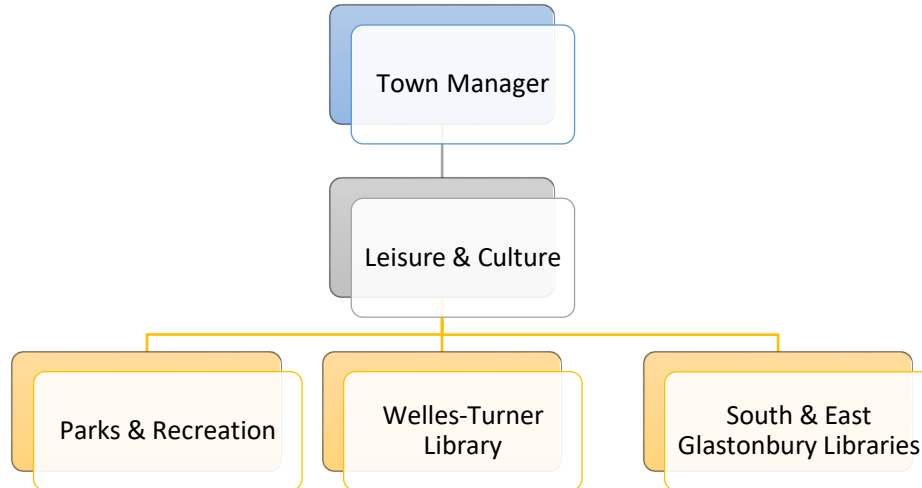 Town Manager
Leisure & Culture
Parks & Recreation
Welles-Turner
Library
South & East
Glastonbury Libraries